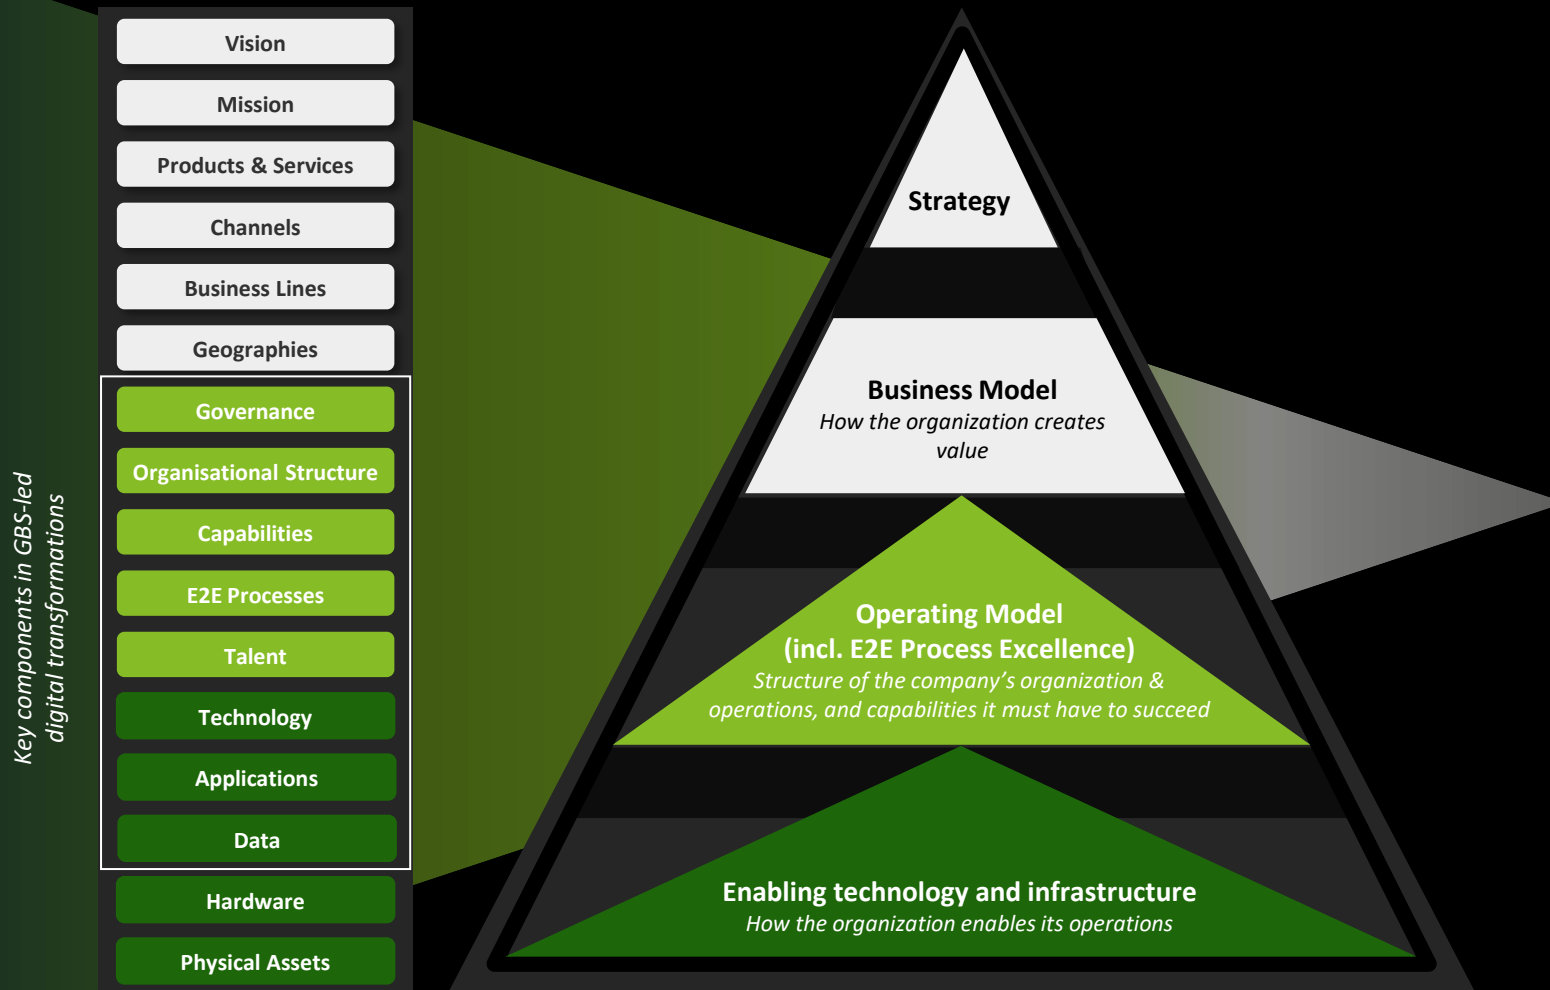 Vision
Mission
Products & Services
Channels
Business Lines
Geographies
Governance
Organisational Structure
Capabilities
E2E Processes
Talent
Technology
Applications
Data
Hardware
Physical Assets
Key components in GBS-led
digital transformations
Strategy
Business Model
How the organization creates
value
Operating Model
(incl. E2E Process Excellence)
Structure of the company’s organization &
operations, and capabilities it must have to succeed
Enabling technology and infrastructure
How the organization enables its operations